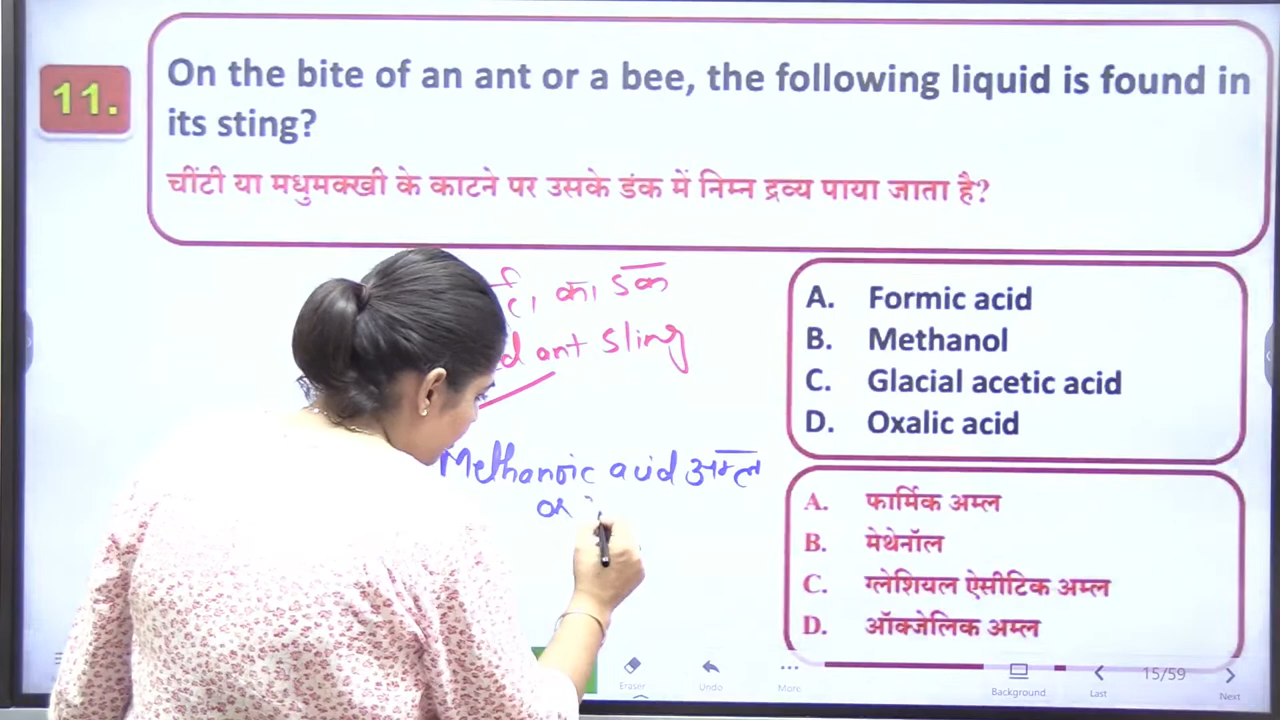 11.
On the bite of an ant or a bee, the following liquid is found in
its sting?
चींटी या मधुमक्खी के काटने पर उसके डंक में निम्न द्रव्य पाया जाता है?
का डंक
ant sling
Methanoic acid अम्ल
or
A. Formic acid
B. Methanol
C. Glacial acetic acid
D. Oxalic acid
A. फार्मिक अम्ल
B. मेथेनॉल
C. ग्लेशियल ऐसीटिक अम्ल
D. ऑक्जेलिक अम्ल
Eraser
Undo
More
Background
Last
15/59
Next